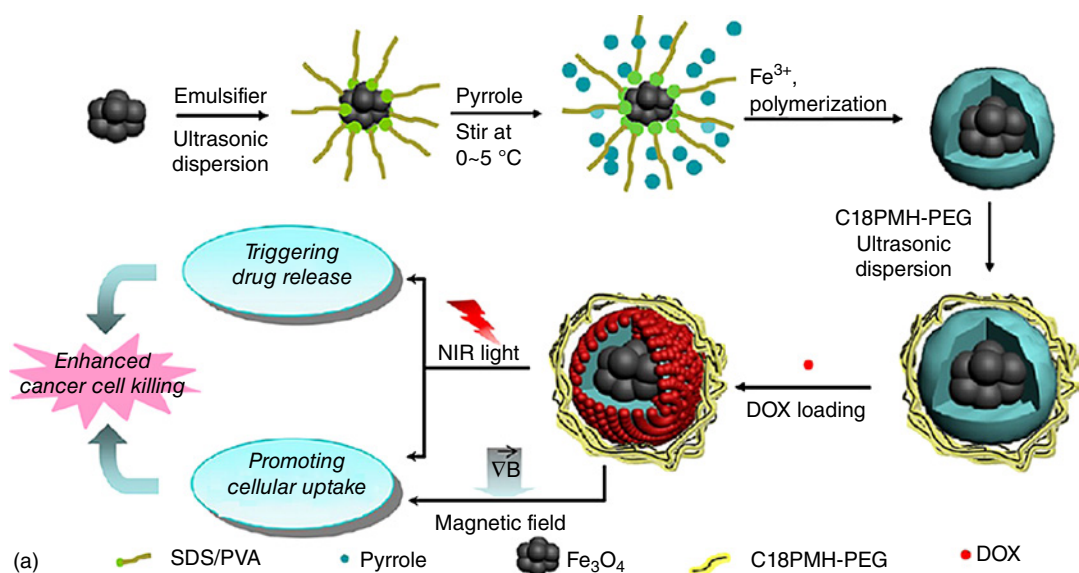 Emulsifier
Ultrasonic
dispersion
Pyrrole
Stir at
0~5 °C
Fe³⁺,
polymerization
C18PMH-PEG
Ultrasonic
dispersion
DOX loading
NIR light
Triggering
drug release
Enhanced
cancer cell killing
Promoting
cellular uptake
∇B⃗
Magnetic field
(a)
SDS/PVA
Pyrrole
Fe₃O₄
C18PMH-PEG
DOX